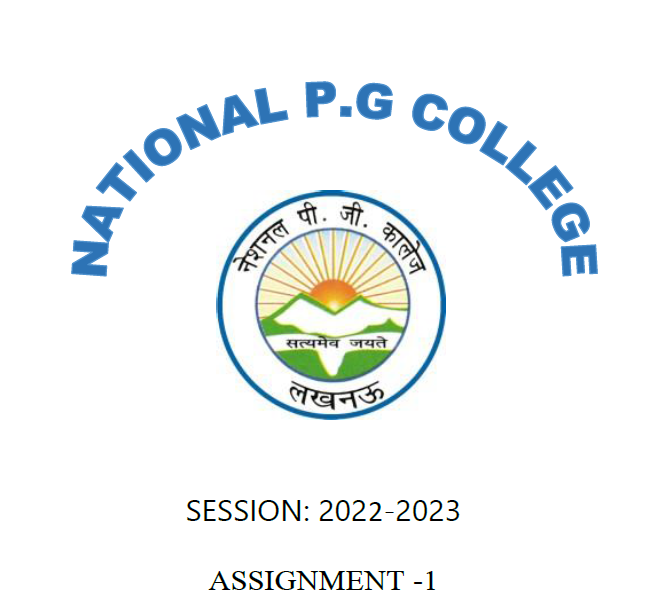 NATIONAL P.G COLLEGE
नेशनल पी. जी. कालेज
सत्यमेव जयते
लखनऊ
SESSION: 2022-2023
ASSIGNMENT -1